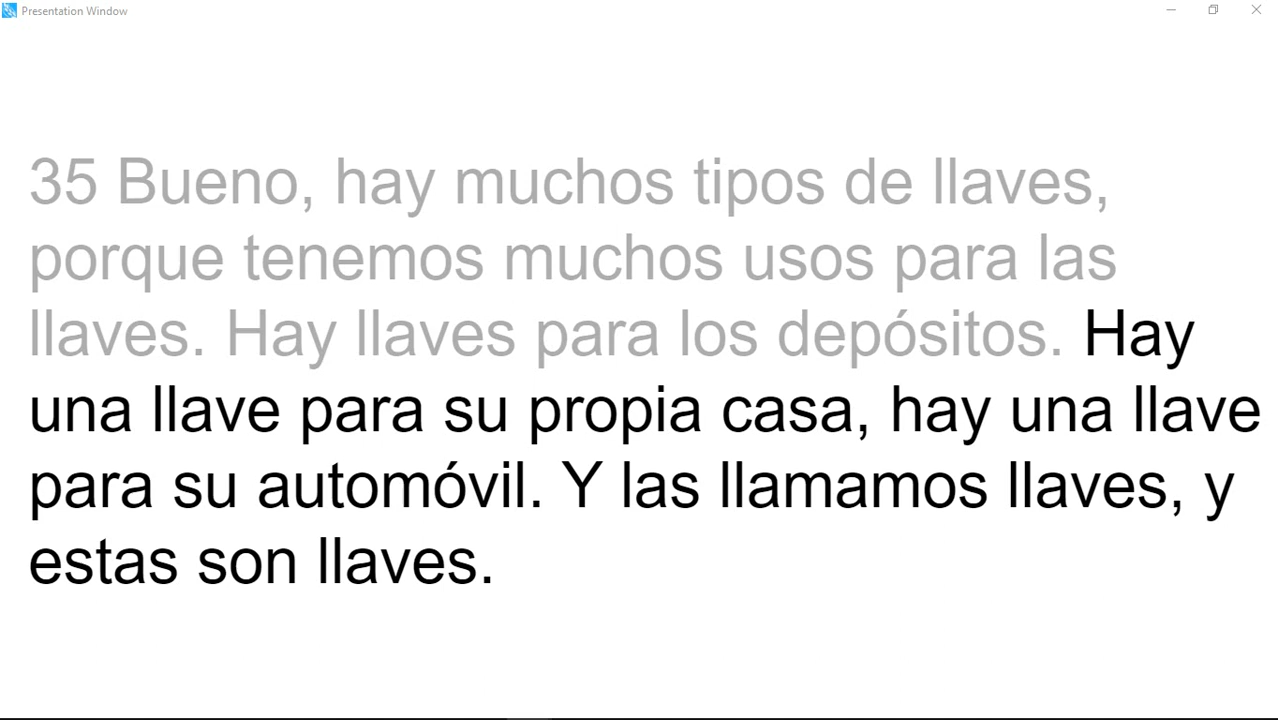 Presentation Window
35 Bueno, hay muchos tipos de llaves,
porque tenemos muchos usos para las
llaves. Hay llaves para los depósitos. Hay
una llave para su propia casa, hay una llave
para su automóvil. Y las llamamos llaves, y
estas son llaves.